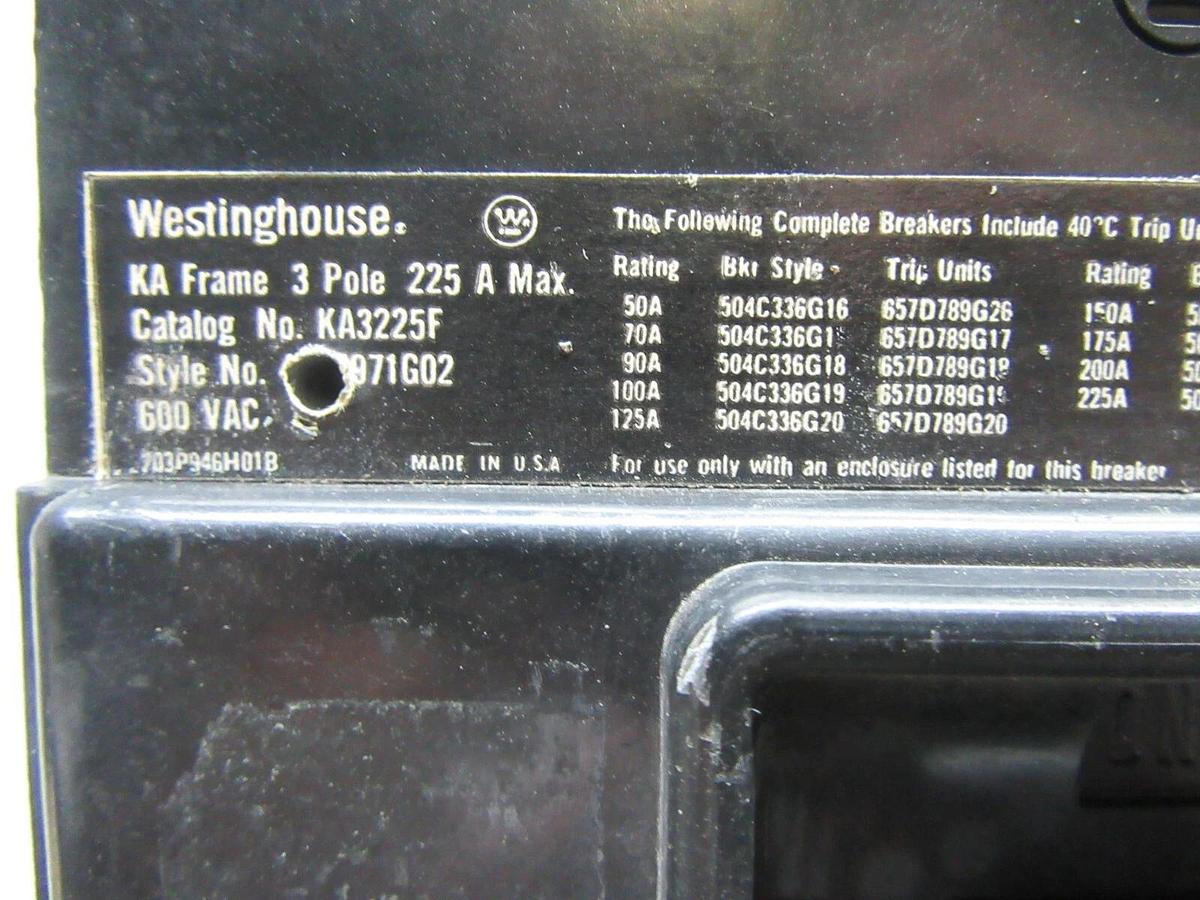 Westinghouse
KA Frame 3 Pole 225 A Max.
Catalog No. KA3225F
Style No.
600 VAC
703P946H01B
MADE IN U.S.A
The Following Complete Breakers Include 40°C Trip
Rating Bkr Style Trip Units Rating
50A 504C336G16 657D789G26
70A 657D789G17 175A
90A 504C336G18 200A
100A 504C336G19 225A
125A 504C336G20 657D789G20
For use only with an enclosure listed for this breaker